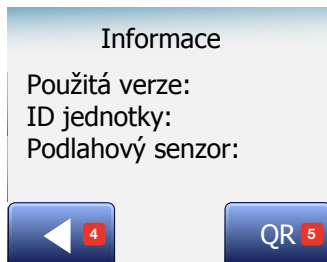 Informace
Použitá verze:
ID jednotky:
Podlahový senzor:
4
QR 5